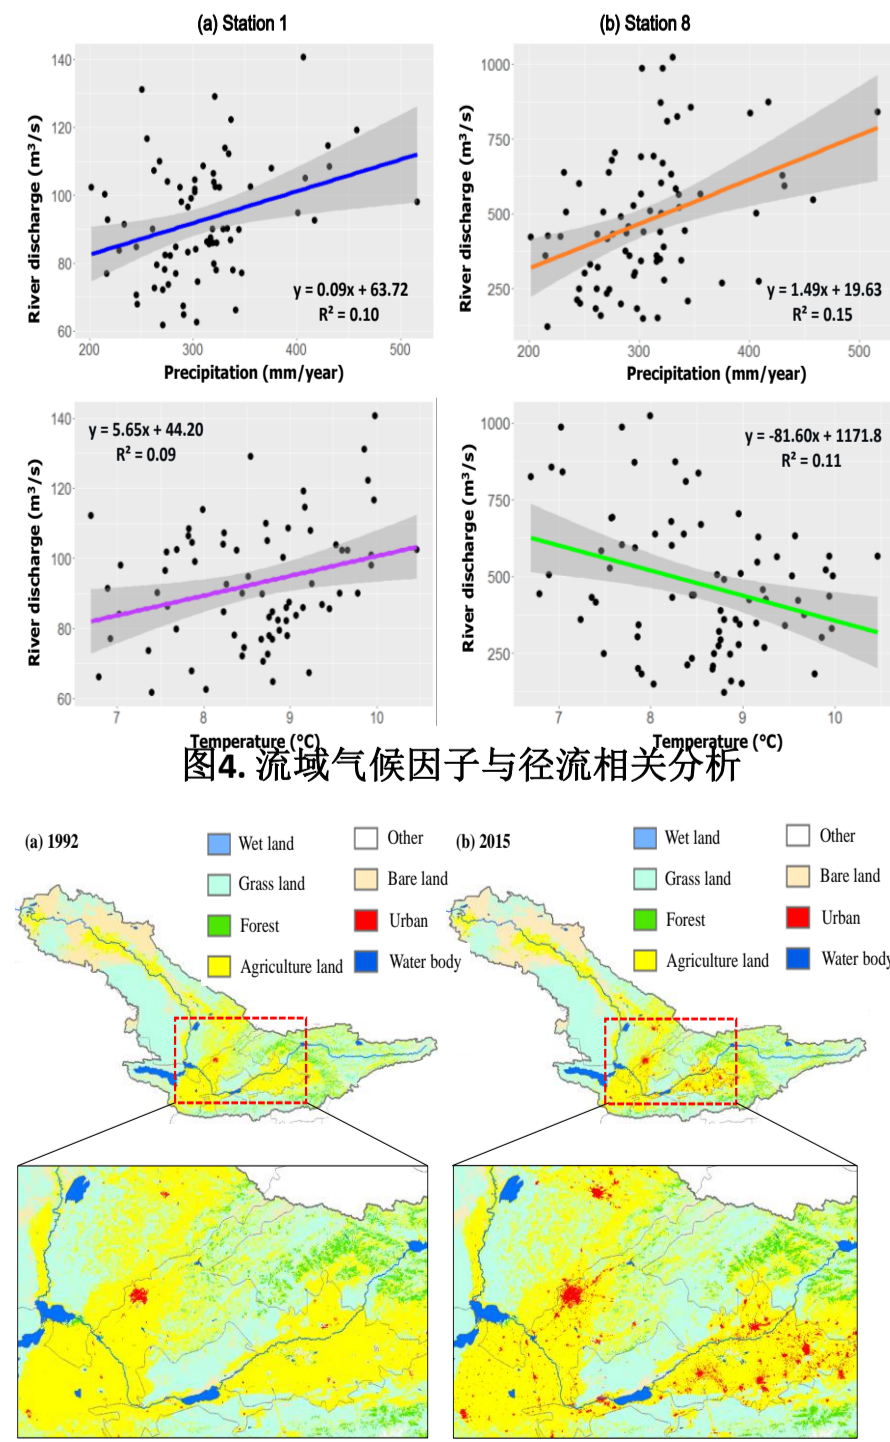 (a) Station 1
(b) Station 8
River discharge (m³/s)
140
120
100
80
60
y = 0.09x + 63.72
R² = 0.10
200
300
400
500
Precipitation (mm/year)
River discharge (m³/s)
1000
750
500
250
y = 1.49x + 19.63
R² = 0.15
200
300
400
500
Precipitation (mm/year)
River discharge (m³/s)
140
120
100
80
60
y = 5.65x + 44.20
R² = 0.09
7
8
9
10
Temperature (°C)
River discharge (m³/s)
1000
750
500
250
y = -81.60x + 1171.8
R² = 0.11
7
8
9
10
Temperature (°C)
图4. 流域气候因子与径流相关分析
(a) 1992
Wet land
Grass land
Forest
Agriculture land
Other
Bare land
Urban
Water body
(b) 2015
Wet land
Grass land
Forest
Agriculture land
Other
Bare land
Urban
Water body